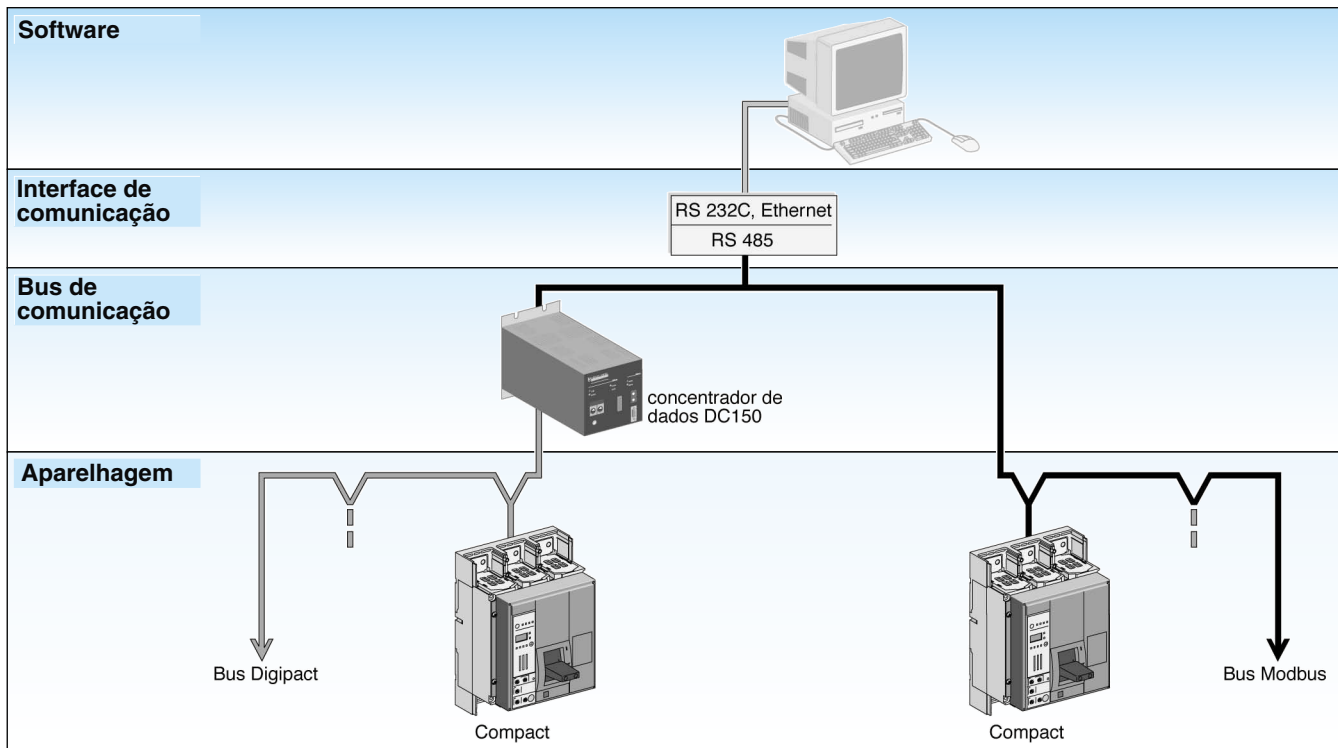 Software
Interface de
comunicação
RS 232C, Ethernet
RS 485
Bus de
comunicação
concentrador de
dados DC150
Aparelhagem
Bus Digipact
Compact
Compact
Bus Modbus